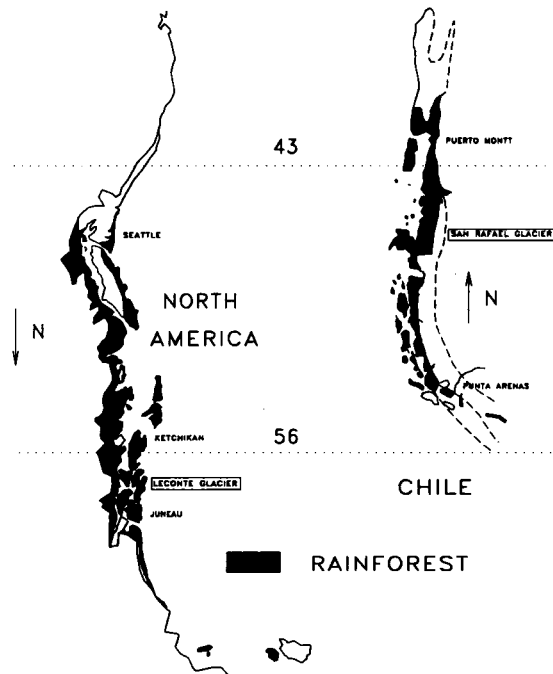 PUERTO MONTT
43
SEATTLE
SAN RAFAEL GLACIER
N
NORTH
AMERICA
N
PUNTA ARENAS
KETCHIKAN
56
LECONTE GLACIER
CHILE
JUNEAU
RAINFOREST